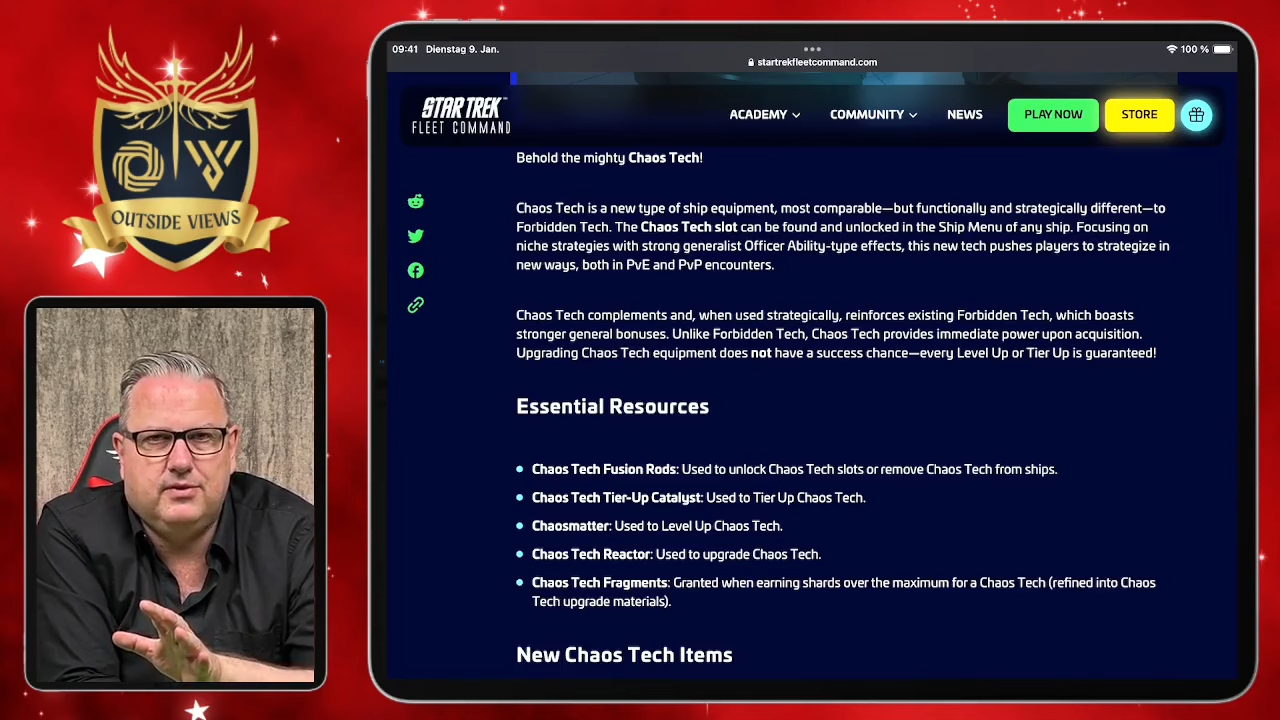 OUTSIDE VIEWS
09:41 Dienstag 9. Jan.
startrekfleetcommand.com
100 %
STAR TREK™
FLEET COMMAND
ACADEMY
COMMUNITY
NEWS
PLAY NOW
STORE
Behold the mighty Chaos Tech!
Chaos Tech is a new type of ship equipment, most comparable—but functionally and strategically different—to
Forbidden Tech. The Chaos Tech slot can be found and unlocked in the Ship Menu of any ship. Focusing on
niche strategies with strong generalist Officer Ability-type effects, this new tech pushes players to strategize in
new ways, both in PvE and PvP encounters.
Chaos Tech complements and, when used strategically, reinforces existing Forbidden Tech, which boasts
stronger general bonuses. Unlike Forbidden Tech, Chaos Tech provides immediate power upon acquisition.
Upgrading Chaos Tech equipment does not have a success chance—every Level Up or Tier Up is guaranteed!
Essential Resources
Chaos Tech Fusion Rods: Used to unlock Chaos Tech slots or remove Chaos Tech from ships.
Chaos Tech Tier-Up Catalyst: Used to Tier Up Chaos Tech.
Chaosmatter: Used to Level Up Chaos Tech.
Chaos Tech Reactor: Used to upgrade Chaos Tech.
Chaos Tech Fragments: Granted when earning shards over the maximum for a Chaos Tech (refined into Chaos
Tech upgrade materials).
New Chaos Tech Items